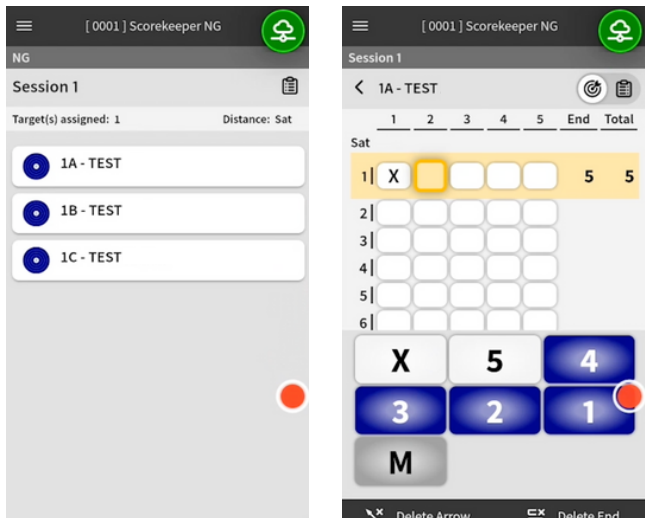 [ 0001 ] Scorekeeper NG
NG
Session 1
Target(s) assigned: 1 Distance: Sat
1A - TEST
1B - TEST
1C - TEST
[ 0001 ] Scorekeeper NG
Session 1
1A - TEST
1 2 3 4 5 End Total
Sat
1 X 5 5
2
3
4
5
6
X 5 4
3 2 1
M
Delete Arrow Delete End